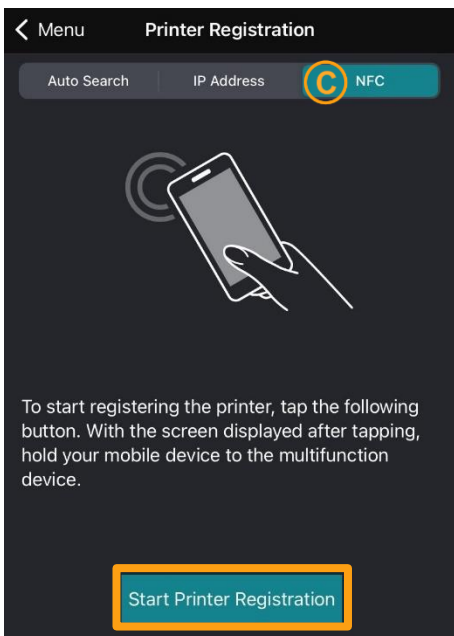 Menu Printer Registration
Auto Search IP Address C NFC
To start registering the printer, tap the following
button. With the screen displayed after tapping,
hold your mobile device to the multifunction
device.
Start Printer Registration